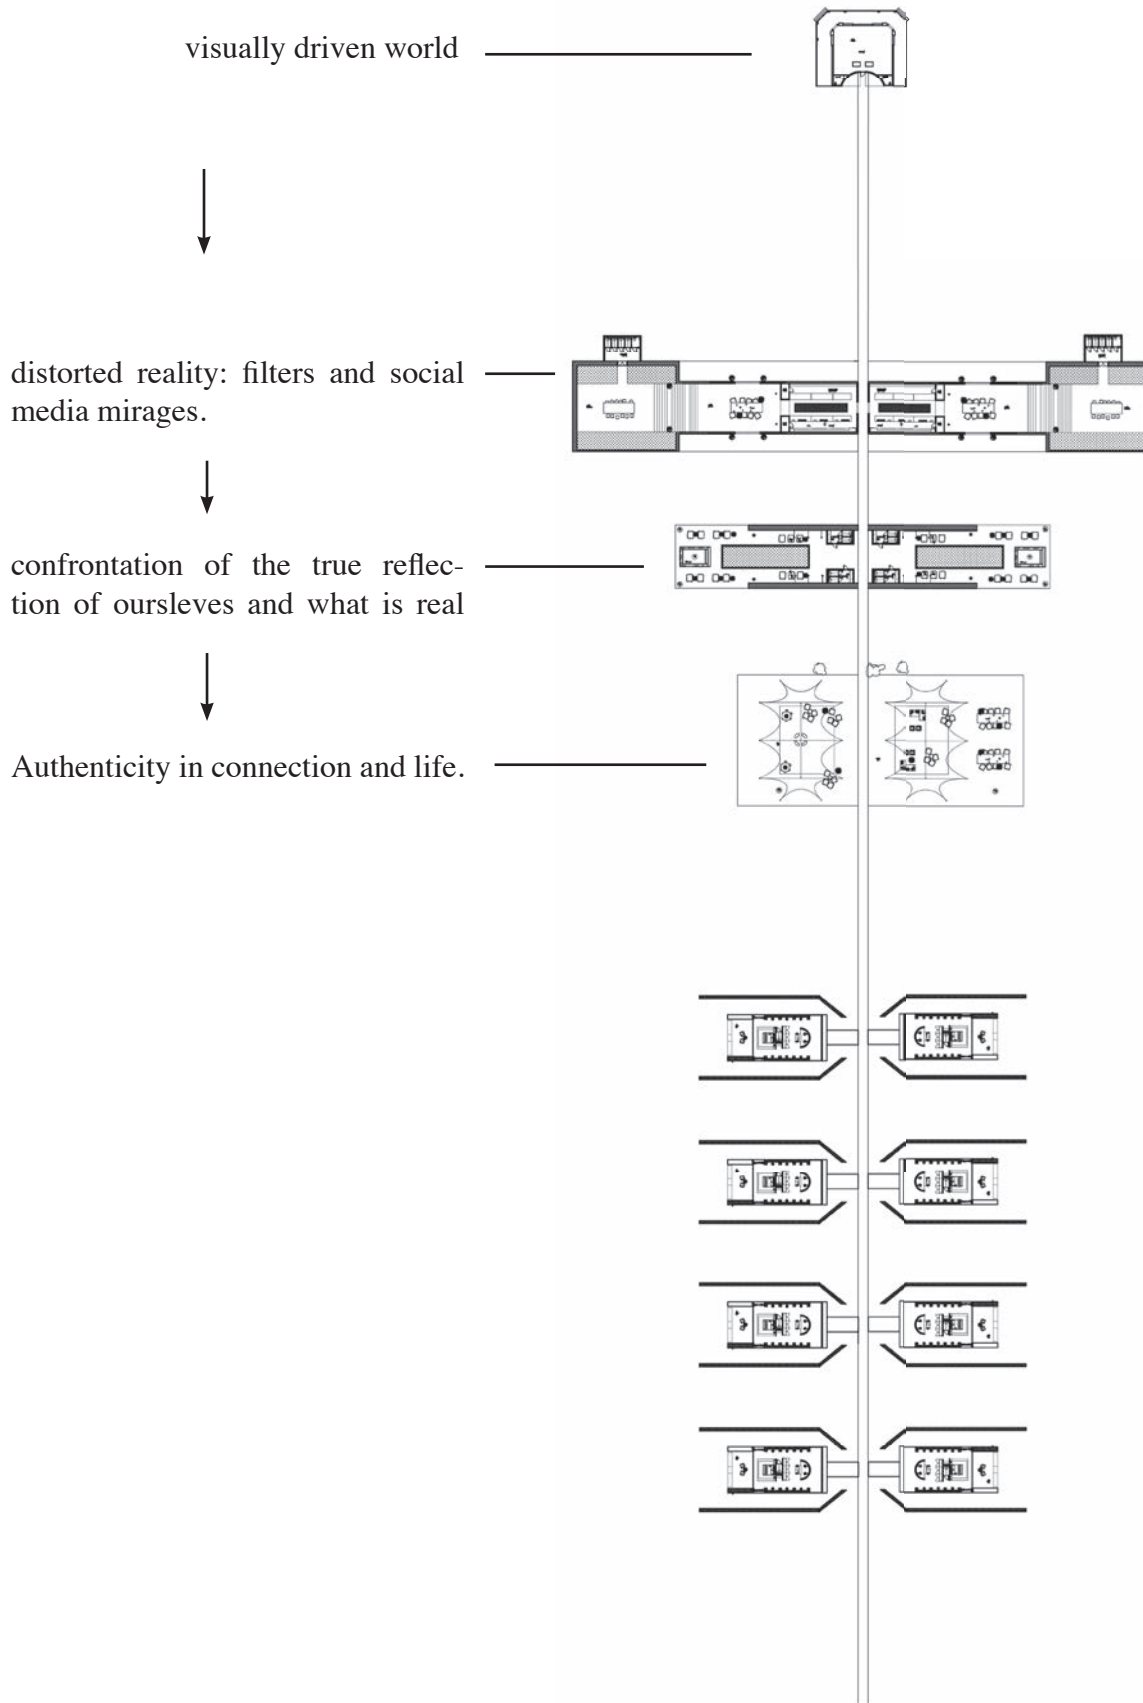 visually driven world
distorted reality: filters and social
media mirages.
confrontation of the true reflec-
tion of oursleves and what is real
Authenticity in connection and life.